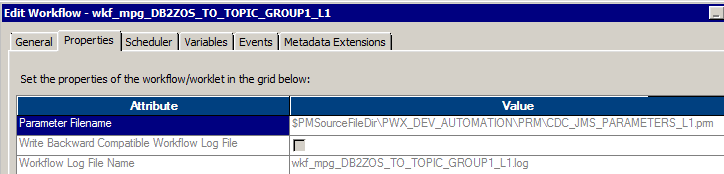 Edit Workflow - wkf_mpg_DB2ZOS_TO_TOPIC_GROUP1_L1
General Properties Scheduler Variables Events Metadata Extensions
Set the properties of the workflow/worklet in the grid below:
Attribute Value
Parameter Filename $PMSourceFileDir\PWX_DEV_AUTOMATION\PRM\CDC_JMS_PARAMETERS_L1.prm
Write Backward Compatible Workflow Log File
Workflow Log File Name wkf_mpg_DB2ZOS_TO_TOPIC_GROUP1_L1.log